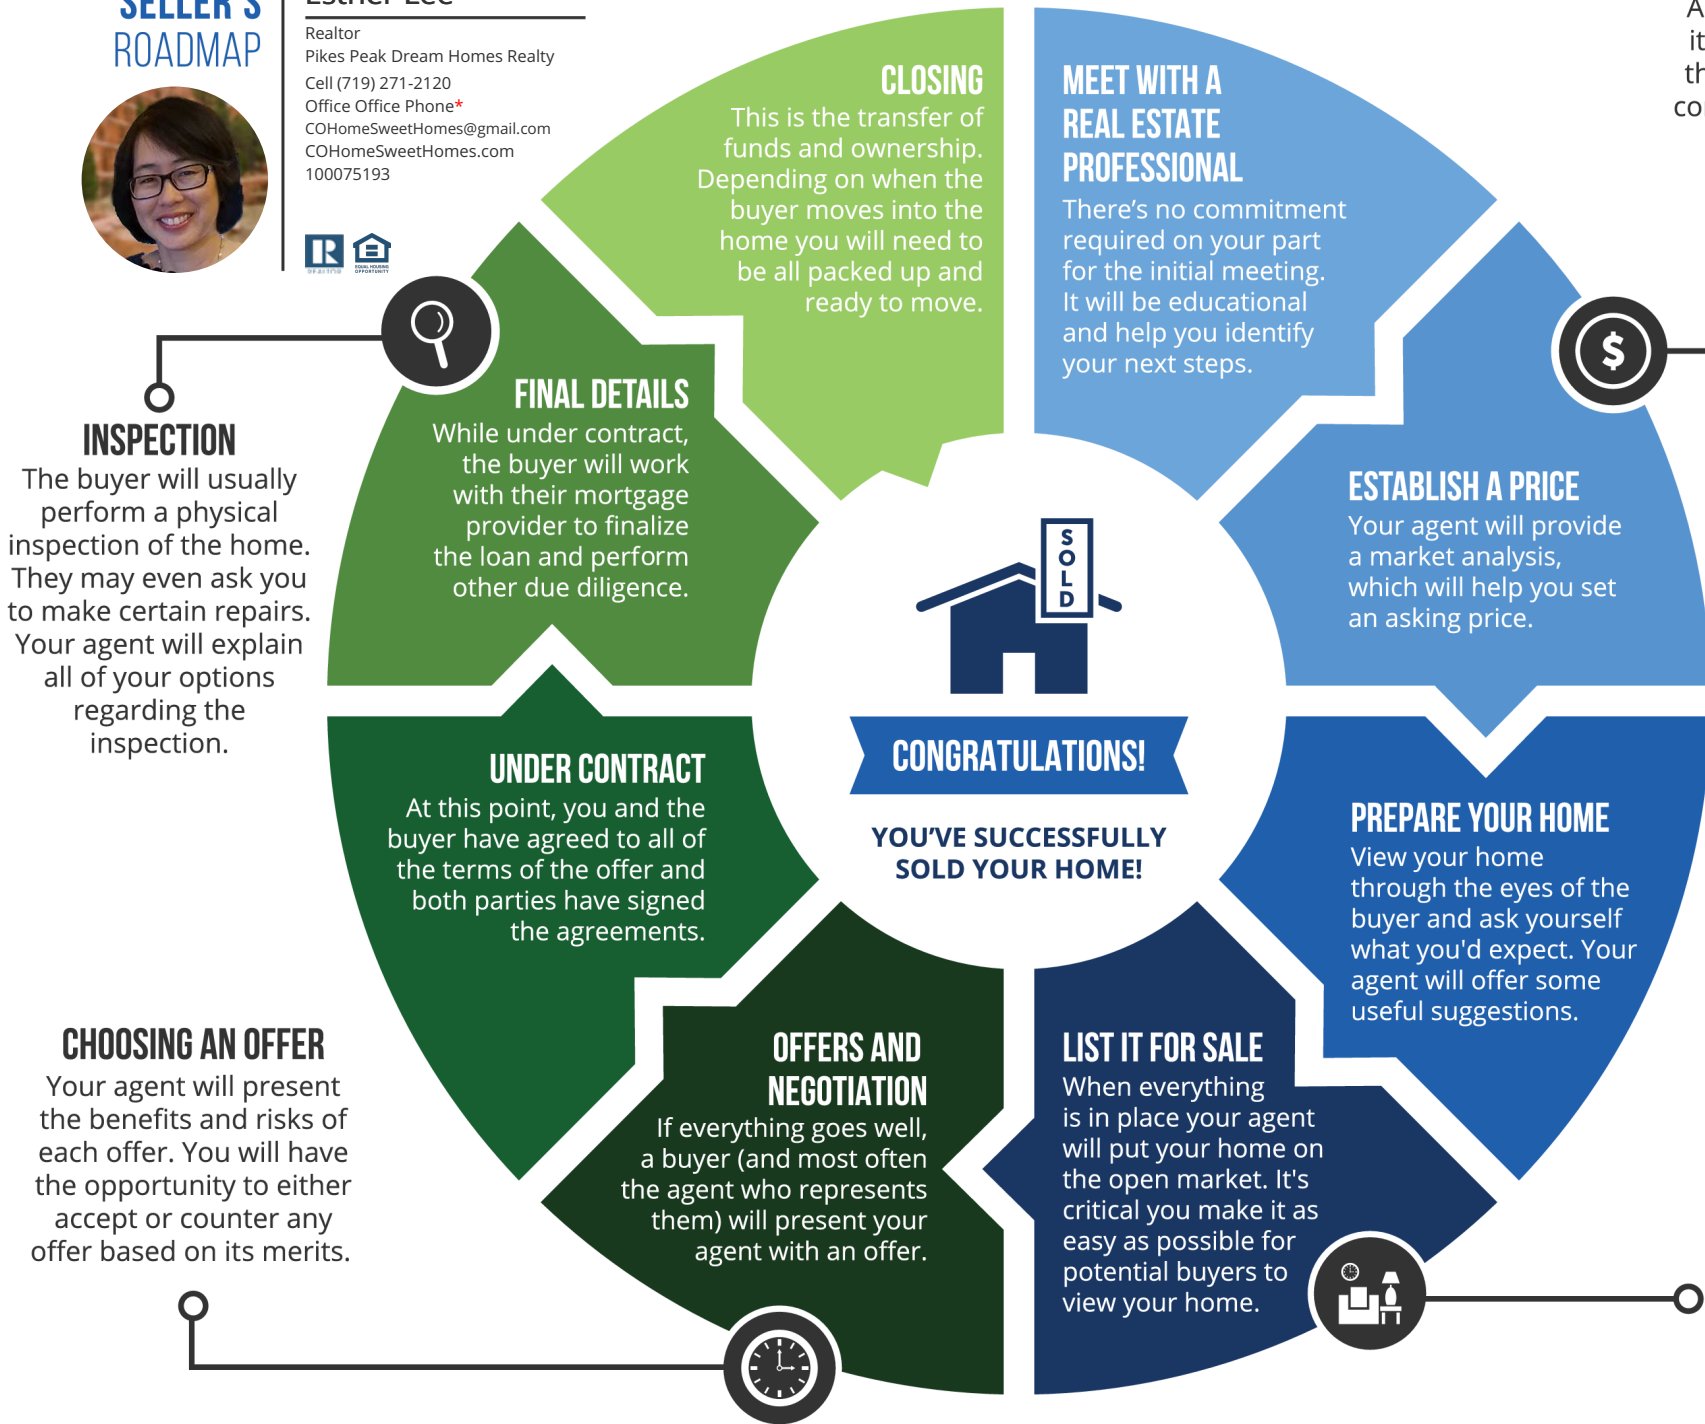 SELLER'S
ROADMAP
Esther Lee
Realtor
Pikes Peak Dream Homes Realty
Cell (719) 271-2120
Office Office Phone*
COHomeSweetHomes@gmail.com
COHomeSweetHomes.com
100075193
REALTOR
EQUAL HOUSING
OPPORTUNITY
CLOSING
This is the transfer of
funds and ownership.
Depending on when the
buyer moves into the
home you will need to
be all packed up and
ready to move.
MEET WITH A
REAL ESTATE
PROFESSIONAL
There’s no commitment
required on your part
for the initial meeting.
It will be educational
and help you identify
your next steps.
$
ESTABLISH A PRICE
Your agent will provide
a market analysis,
which will help you set
an asking price.
PREPARE YOUR HOME
View your home
through the eyes of the
buyer and ask yourself
what you'd expect. Your
agent will offer some
useful suggestions.
LIST IT FOR SALE
When everything
is in place your agent
will put your home on
the open market. It's
critical you make it as
easy as possible for
potential buyers to
view your home.
OFFERS AND
NEGOTIATION
If everything goes well,
a buyer (and most often
the agent who represents
them) will present your
agent with an offer.
CHOOSING AN OFFER
Your agent will present
the benefits and risks of
each offer. You will have
the opportunity to either
accept or counter any
offer based on its merits.
UNDER CONTRACT
At this point, you and the
buyer have agreed to all of
the terms of the offer and
both parties have signed
the agreements.
FINAL DETAILS
While under contract,
the buyer will work
with their mortgage
provider to finalize
the loan and perform
other due diligence.
INSPECTION
The buyer will usually
perform a physical
inspection of the home.
They may even ask you
to make certain repairs.
Your agent will explain
all of your options
regarding the
inspection.
SOLD
CONGRATULATIONS!
YOU’VE SUCCESSFULLY
SOLD YOUR HOME!